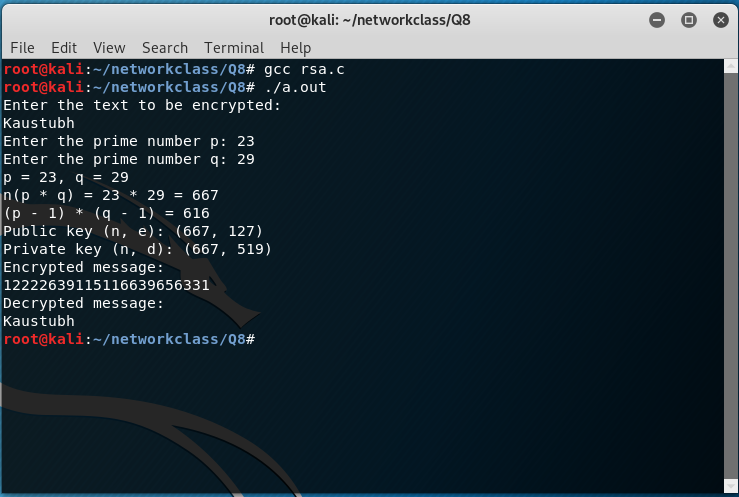 root@kali: ~/networkclass/Q8
File Edit View Search Terminal Help
root@kali:~/networkclass/Q8# gcc rsa.c
root@kali:~/networkclass/Q8# ./a.out
Enter the text to be encrypted:
Kaustubh
Enter the prime number p: 23
Enter the prime number q: 29
p = 23, q = 29
n(p * q) = 23 * 29 = 667
(p - 1) * (q - 1) = 616
Public key (n, e): (667, 127)
Private key (n, d): (667, 519)
Encrypted message:
12222639115116639656331
Decrypted message:
Kaustubh
root@kali:~/networkclass/Q8#